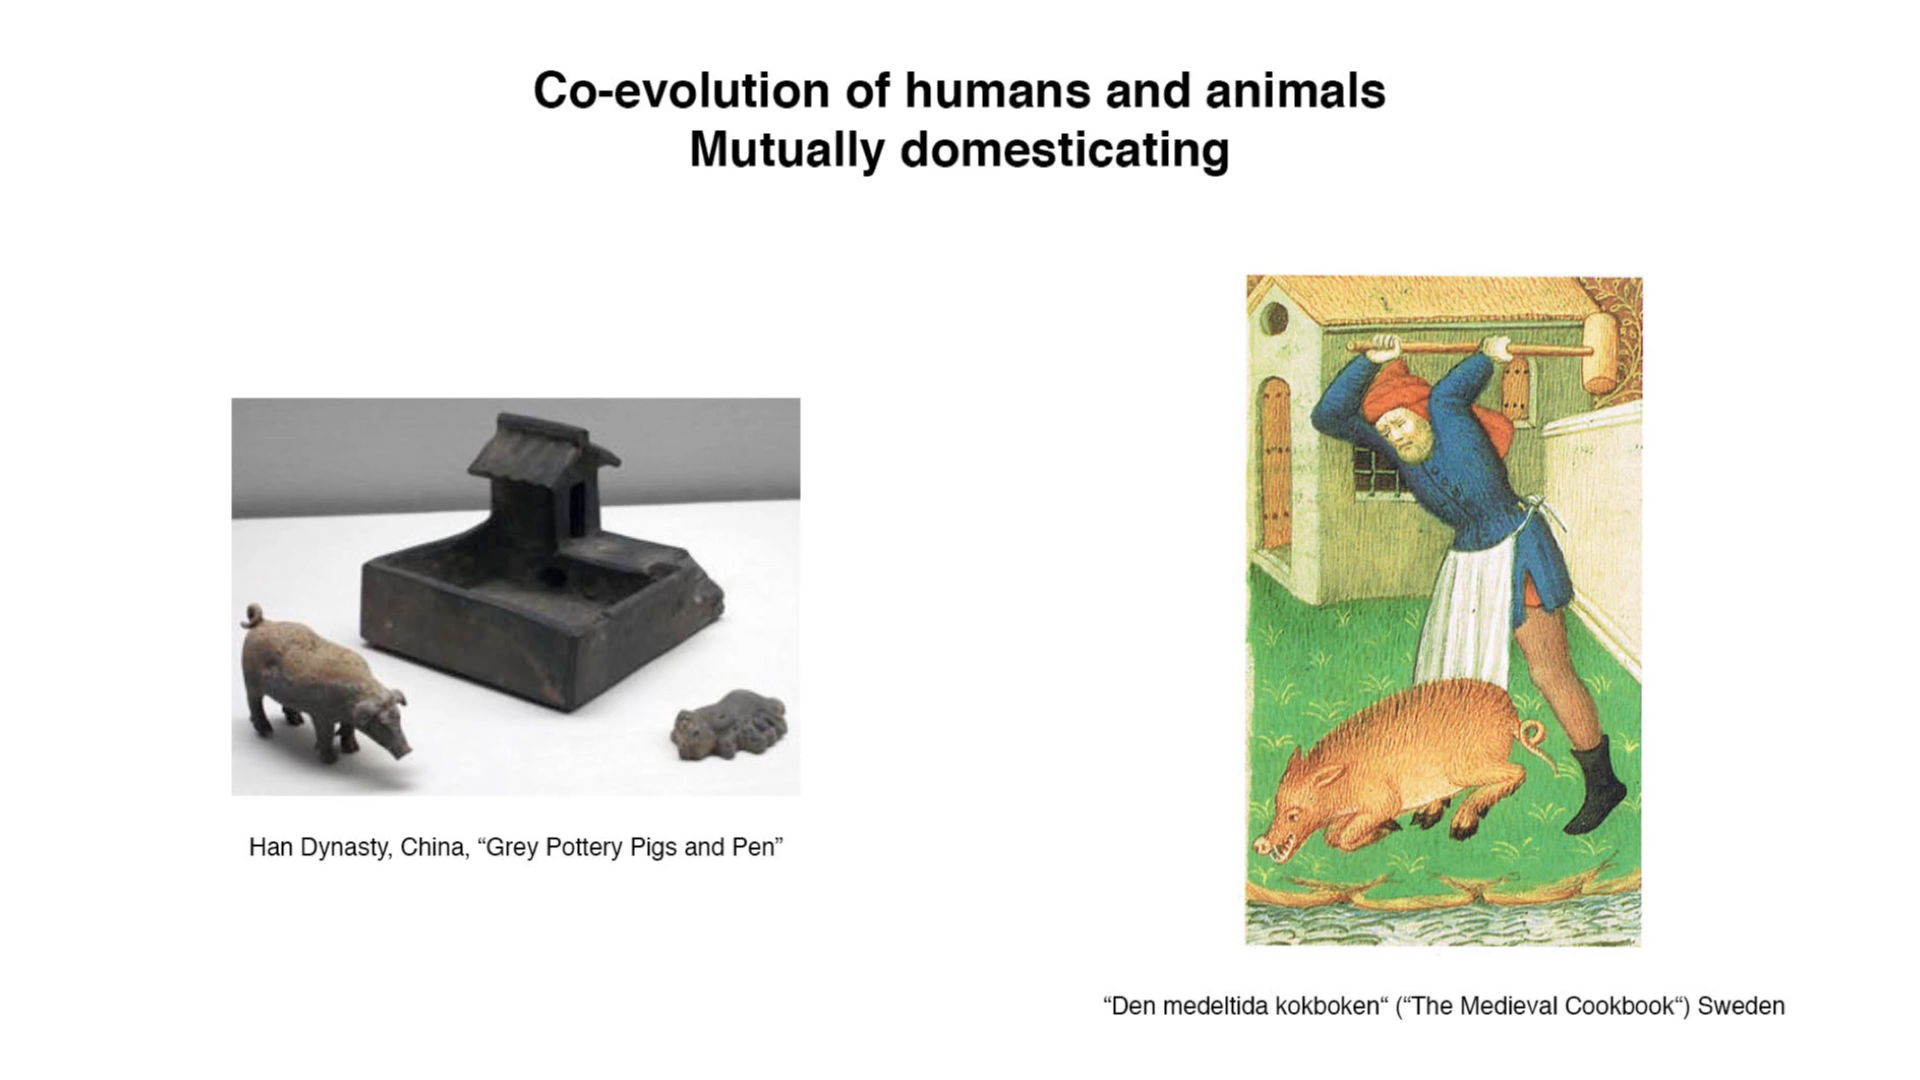 Co-evolution of humans and animals
Mutually domesticating
Han Dynasty, China, “Grey Pottery Pigs and Pen”
“Den medeltida kokboken“ (“The Medieval Cookbook“) Sweden